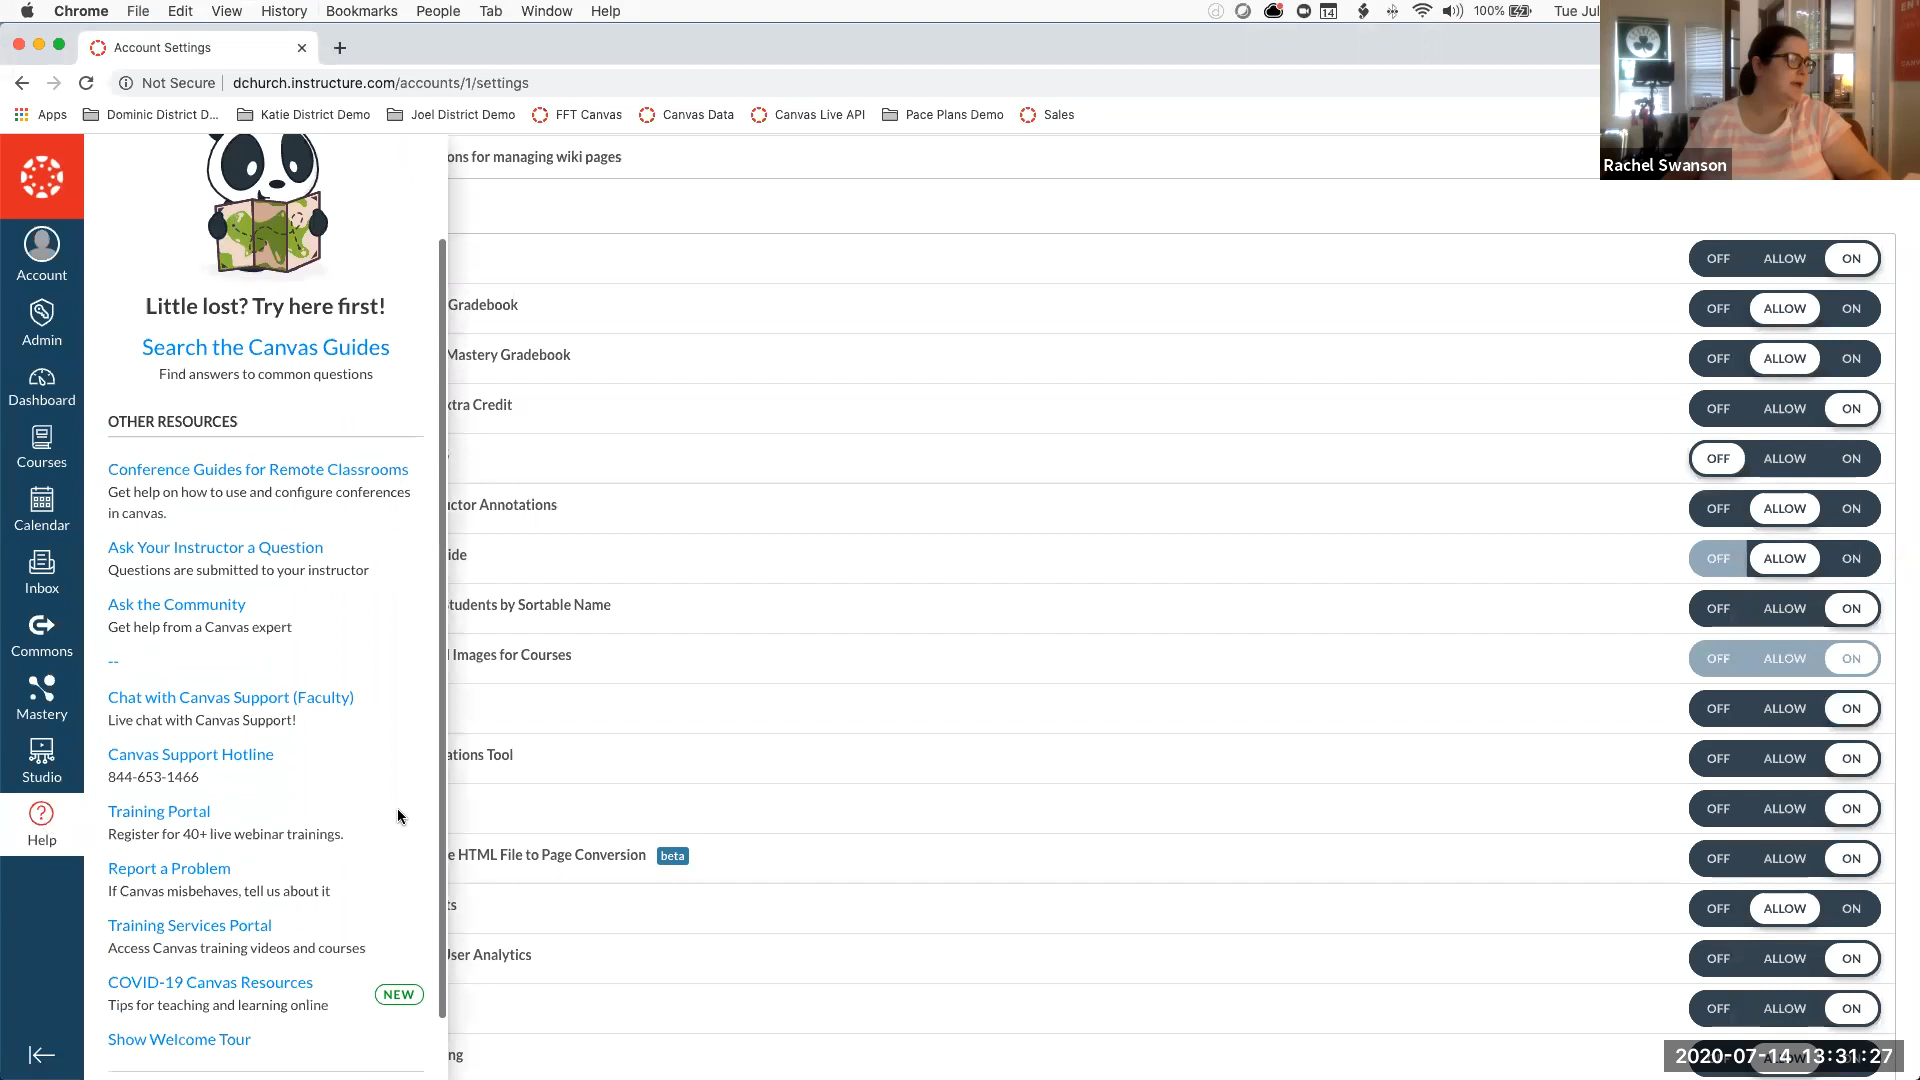 Chrome File Edit View History Bookmarks People Tab Window Help
14 100% Tue Jul
Account Settings
Not Secure dchurch.instructure.com/accounts/1/settings
Apps Dominic District D... Katie District Demo Joel District Demo FFT Canvas Canvas Data Canvas Live API Pace Plans Demo Sales
Rachel Swanson
Account
Admin
Dashboard
Courses
Calendar
Inbox
Commons
Mastery
Studio
Help
Little lost? Try here first!
Search the Canvas Guides
Find answers to common questions
OTHER RESOURCES
Conference Guides for Remote Classrooms
Get help on how to use and configure conferences
in canvas.
Ask Your Instructor a Question
Questions are submitted to your instructor
Ask the Community
Get help from a Canvas expert
--
Chat with Canvas Support (Faculty)
Live chat with Canvas Support!
Canvas Support Hotline
844-653-1466
Training Portal
Register for 40+ live webinar trainings.
Report a Problem
If Canvas misbehaves, tell us about it
Training Services Portal
Access Canvas training videos and courses
COVID-19 Canvas Resources
Tips for teaching and learning online
NEW
Show Welcome Tour
ons for managing wiki pages
OFF ALLOW ON
Gradebook OFF ALLOW ON
Mastery Gradebook OFF ALLOW ON
xtra Credit OFF ALLOW ON
OFF ALLOW ON
uctor Annotations OFF ALLOW ON
ide OFF ALLOW ON
Students by Sortable Name OFF ALLOW ON
l Images for Courses OFF ALLOW ON
OFF ALLOW ON
ations Tool OFF ALLOW ON
OFF ALLOW ON
e HTML File to Page Conversion beta OFF ALLOW ON
ts OFF ALLOW ON
User Analytics OFF ALLOW ON
OFF ALLOW ON
ng
2020-07-14 13:31:27